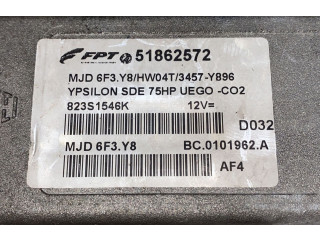 FPT 51862572
MJD 6F3.Y8/HW04T/3457-Y896
YPSILON SDE 75HP UEGO -CO2
823S1546K 12V=
D032
MJD 6F3.Y8 BC.0101962.A
AF4